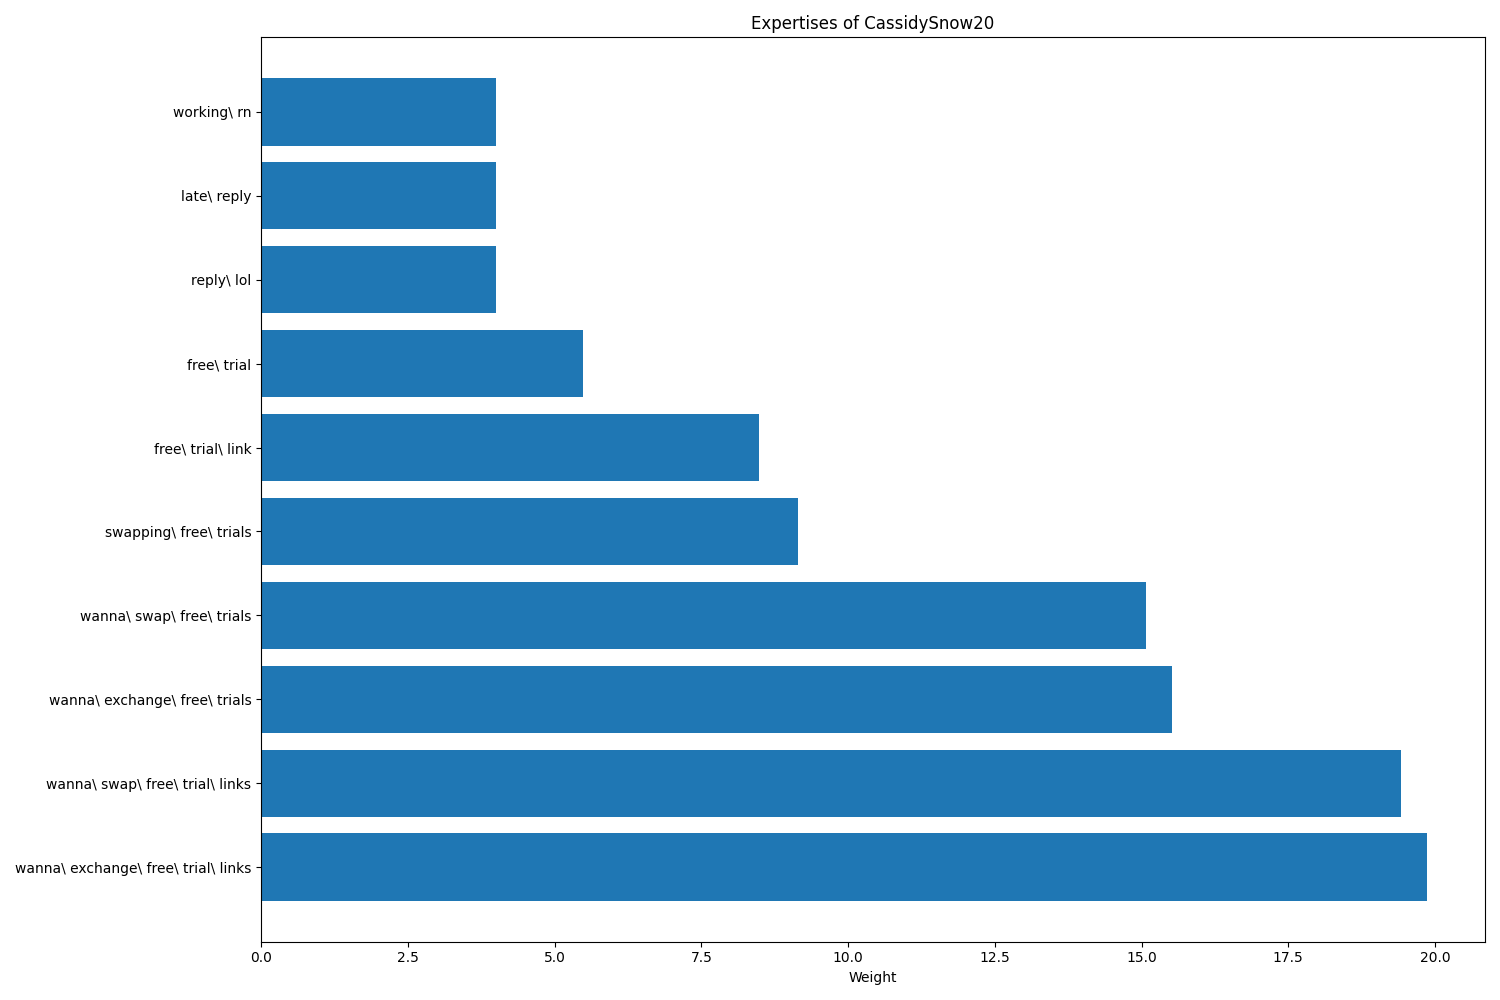 Expertises of CassidySnow20
working\ rn
late\ reply
reply\ lol
free\ trial
free\ trial\ link
swapping\ free\ trials
wanna\ swap\ free\ trials
wanna\ exchange\ free\ trials
wanna\ swap\ free\ trial\ links
wanna\ exchange\ free\ trial\ links
0.0 2.5 5.0 7.5 10.0 12.5 15.0 17.5 20.0
Weight